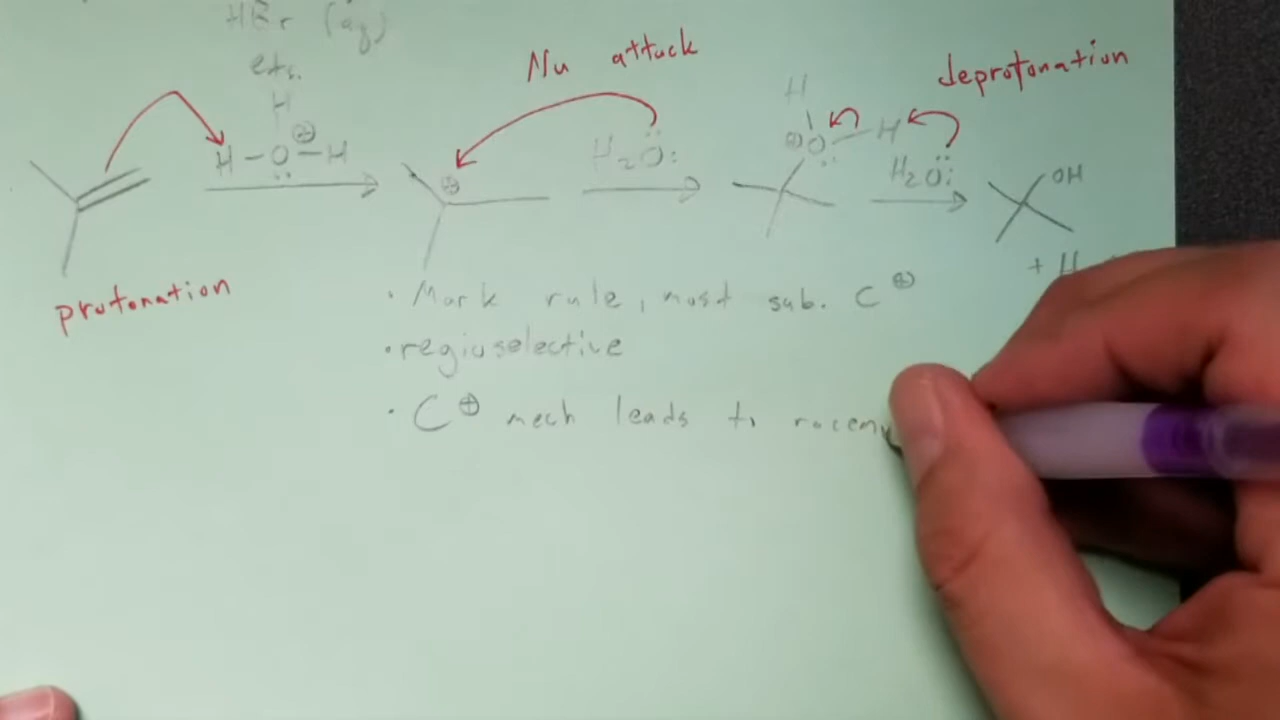 HBr (aq)
etc.
Nu attack
deprotonation
H
H
H-O⊕-H
H2O:
⊕O-H
H2O:
⊕
OH
+ H
protonation
· Mark rule, most sub. C⊕
· regioselective
· C⊕ mech leads to racem